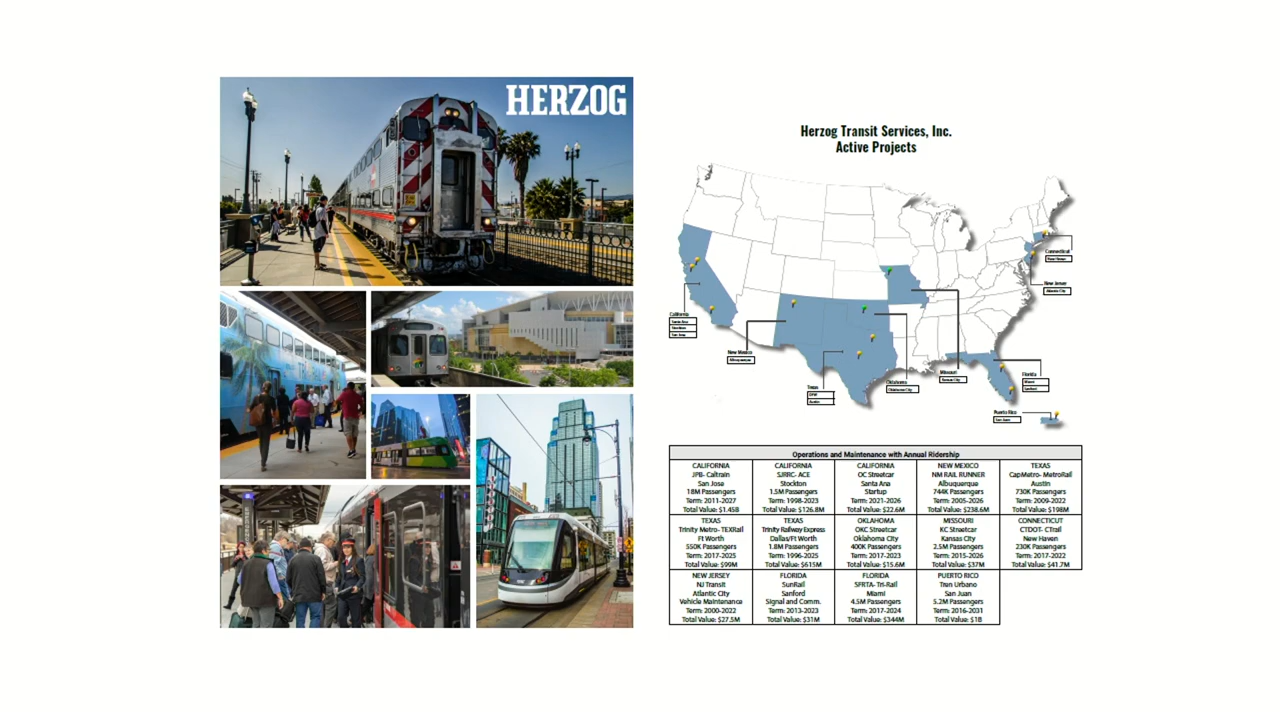 HERZOG
Herzog Transit Services, Inc.
Active Projects
California
Santa Ana
Stockton
San Jose
New Mexico
Albuquerque
Texas
DFW
Austin
Oklahoma
Oklahoma City
Missouri
Kansas City
Florida
Miami
Sanford
Puerto Rico
San Juan
Connecticut
New Haven
New Jersey
Atlantic City
Operations and Maintenance with Annual Ridership
CALIFORNIA
JPB- Caltrain
San Jose
18M Passengers
Term: 2011-2027
Total Value: $1.45B
CALIFORNIA
SJRRC- ACE
Stockton
1.5M Passengers
Term: 1998-2023
Total Value: $126.8M
CALIFORNIA
OC Streetcar
Santa Ana
Startup
Term: 2021-2026
Total Value: $22.6M
NEW MEXICO
NM RAIL RUNNER
Albuquerque
744K Passengers
Term: 2005-2026
Total Value: $238.6M
TEXAS
CapMetro- MetroRail
Austin
730K Passengers
Term: 2009-2022
Total Value: $198M
TEXAS
Trinity Metro- TEXRail
Ft Worth
550K Passengers
Term: 2017-2025
Total Value: $99M
TEXAS
Trinity Railway Express
Dallas/Ft Worth
1.8M Passengers
Term: 1996-2025
Total Value: $615M
OKLAHOMA
OKC Streetcar
Oklahoma City
400K Passengers
Term: 2017-2023
Total Value: $15.6M
MISSOURI
KC Streetcar
Kansas City
2.5M Passengers
Term: 2015-2026
Total Value: $37M
CONNECTICUT
CTDOT- CTrail
New Haven
230K Passengers
Term: 2017-2022
Total Value: $41.7M
NEW JERSEY
NJ Transit
Atlantic City
Vehicle Maintenance
Term: 2000-2022
Total Value: $27.5M
FLORIDA
SunRail
Sanford
Signal and Comm.
Term: 2013-2023
Total Value: $31M
FLORIDA
SFRTA- Tri-Rail
Miami
4.5M Passengers
Term: 2017-2024
Total Value: $344M
PUERTO RICO
Tren Urbano
San Juan
5.2M Passengers
Term: 2016-2031
Total Value: $1B